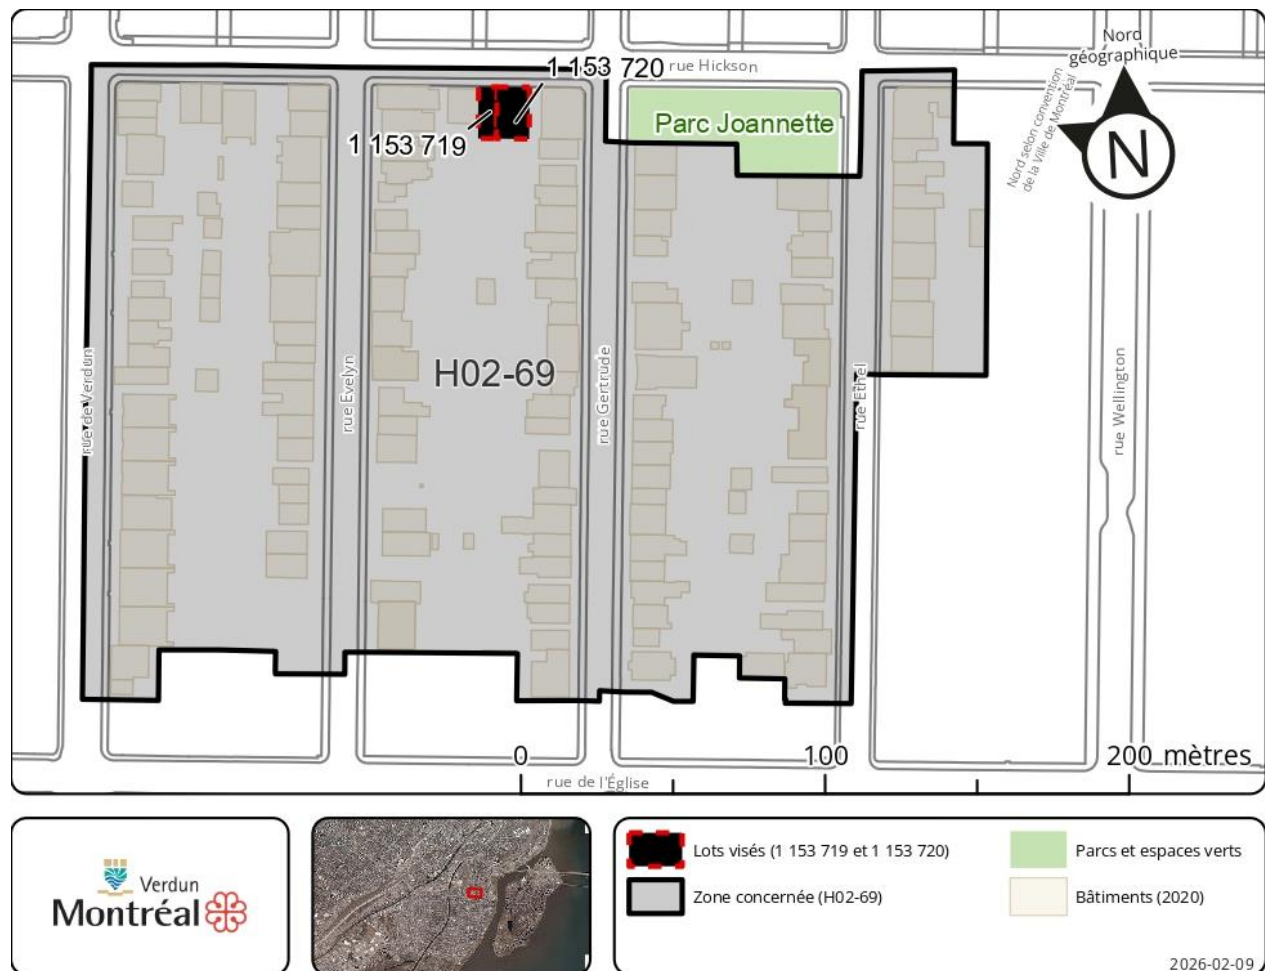 Nord
géographique
Nord selon convention
de la Ville de Montréal
N
1 153 720
rue Hickson
Parc Joannette
1 153 719
H02-69
rue de Verdun
rue Evelyn
rue Gertrude
rue Ethel
rue Wellington
0
100
200 mètres
rue de l'Église
Verdun
Montréal
Lots visés (1 153 719 et 1 153 720)
Zone concernée (H02-69)
Parcs et espaces verts
Bâtiments (2020)
2026-02-09